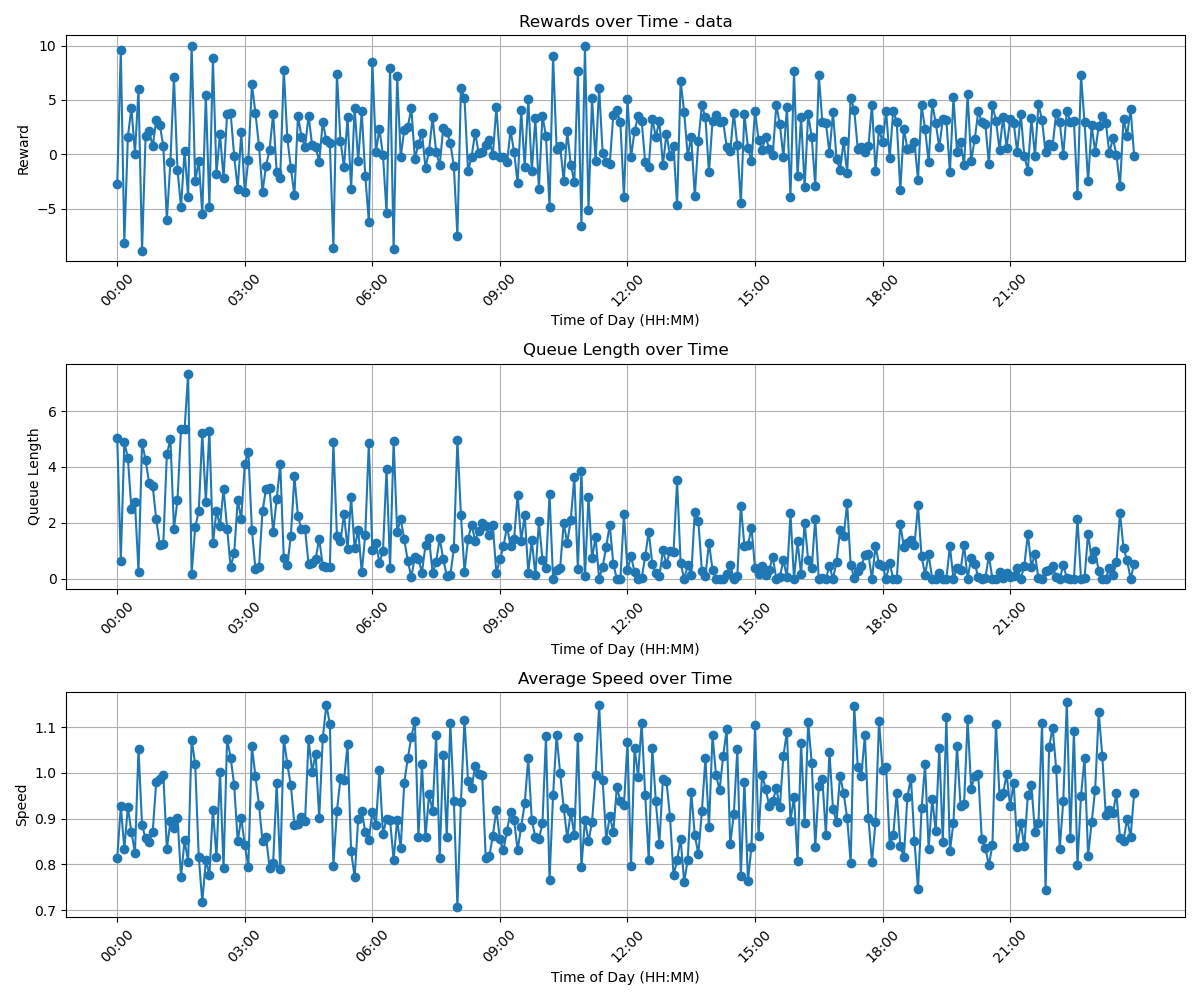 Rewards over Time - data
10
5
0
−5
Reward
00:00 03:00 06:00 09:00 12:00 15:00 18:00 21:00
Time of Day (HH:MM)
Queue Length over Time
6
4
2
0
Queue Length
00:00 03:00 06:00 09:00 12:00 15:00 18:00 21:00
Time of Day (HH:MM)
Average Speed over Time
1.1
1.0
0.9
0.8
0.7
Speed
00:00 03:00 06:00 09:00 12:00 15:00 18:00 21:00
Time of Day (HH:MM)